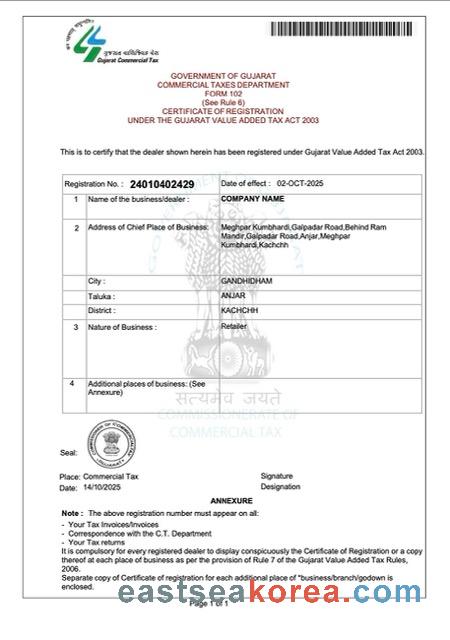 ગુજરાત વાણિજ્યિક વેરા
Gujarat Commercial Tax
GOVERNMENT OF GUJARAT
COMMERCIAL TAXES DEPARTMENT
FORM 102
(See Rule 6)
CERTIFICATE OF REGISTRATION
UNDER THE GUJARAT VALUE ADDED TAX ACT 2003
This is to certify that the dealer shown herein has been registered under Gujarat Value Added Tax Act 2003.
Registration No. : 24010402429 Date of effect : 02-OCT-2025
1 Name of the business/dealer : COMPANY NAME
2 Address of Chief Place of Business: Meghpar Kumbhardi,Galpadar Road,Behind Ram
Mandir,Galpadar Road,Anjar,Meghpar
Kumbhardi,Kachchh
City : GANDHIDHAM
Taluka : ANJAR
District : KACHCHH
3 Nature of Business : Retailer
4 Additional places of business: (See
Annexure)
सत्यमेव जयते
COMMISSIONERATE OF
COMMERCIAL TAX
Seal:
Place: Commercial Tax Signature
Date: 14/10/2025 Designation
ANNEXURE
Note : The above registration number must appear on all:
- Your Tax Invoices/Invoices
- Correspondence with the C.T. Department
- Your Tax returns
It is compulsory for every registered dealer to display conspicuously the Certificate of Registration or a copy
thereof at each place of business as per the provision of Rule 7 of the Gujarat Value Added Tax Rules,
2006.
Separate copy of Certificate of registration for each additional place of "business/branch/godown is
enclosed.
eastseakorea.com
Page 1 of 1